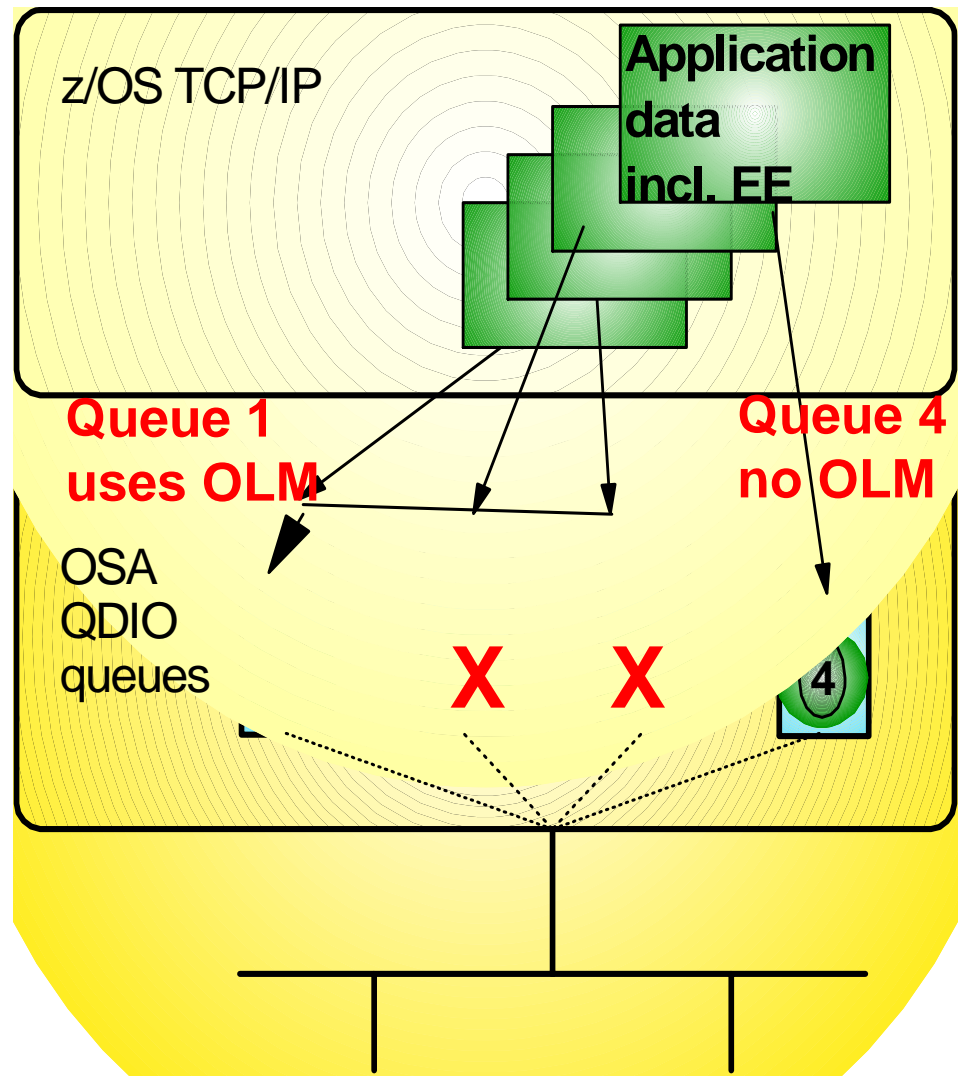 z/OS TCP/IP
Application
data
incl. EE
Queue 1
uses OLM
Queue 4
no OLM
OSA
QDIO
queues
X X
4